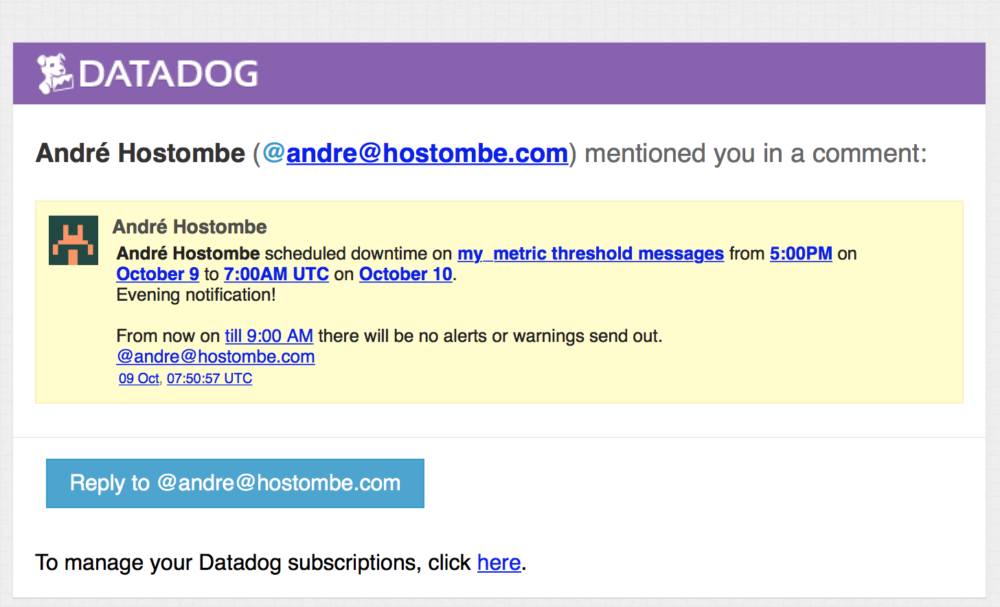 DATADOG
André Hostombe (@andre@hostombe.com) mentioned you in a comment:
André Hostombe
André Hostombe scheduled downtime on my_metric threshold messages from 5:00PM on
October 9 to 7:00AM UTC on October 10.
Evening notification!
From now on till 9:00 AM there will be no alerts or warnings send out.
@andre@hostombe.com
09 Oct, 07:50:57 UTC
Reply to @andre@hostombe.com
To manage your Datadog subscriptions, click here.